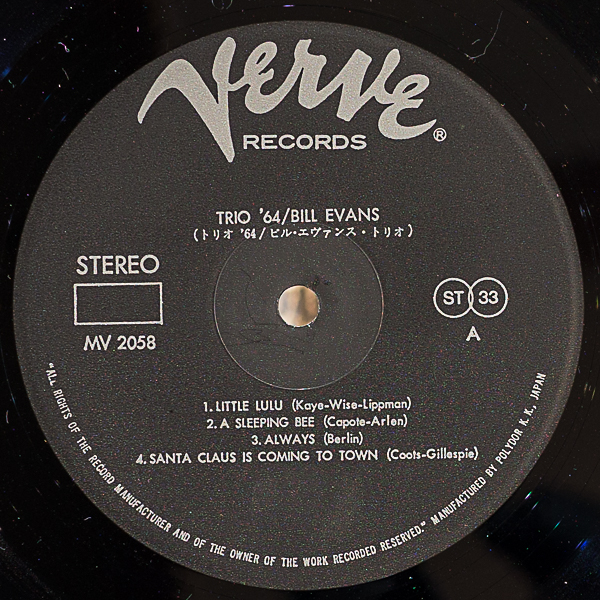 Verve
RECORDS ®
TRIO '64/BILL EVANS
(トリオ '64/ビル・エヴァンス・トリオ)
STEREO
MV 2058
ST 33
A
1. LITTLE LULU (Kaye-Wise-Lippman)
2. A SLEEPING BEE (Capote-Arlen)
3. ALWAYS (Berlin)
4. SANTA CLAUS IS COMING TO TOWN (Coots-Gillespie)
"ALL RIGHTS OF THE RECORD MANUFACTURER AND OF THE OWNER OF THE WORK RECORDED RESERVED." MANUFACTURED BY POLYDOR K. K., JAPAN